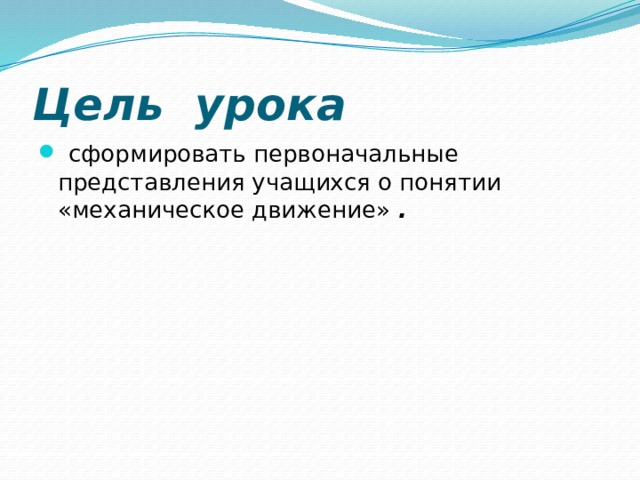 Цель урока
сформировать первоначальные
представления учащихся о понятии
«механическое движение» .